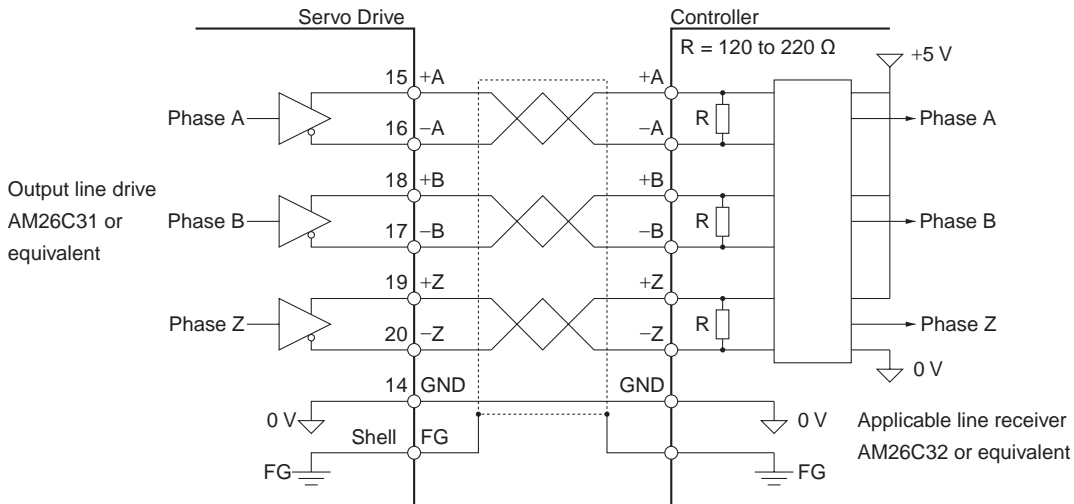 Servo Drive
Controller
R = 120 to 220 Ω
+5 V
15 +A
+A
Phase A
R
Phase A
16 −A
−A
Output line drive
AM26C31 or
equivalent
18 +B
+B
Phase B
R
Phase B
17 −B
−B
19 +Z
+Z
Phase Z
R
Phase Z
20 −Z
−Z
0 V
14 GND
GND
0 V
0 V
Shell FG
FG
FG
Applicable line receiver
AM26C32 or equivalent